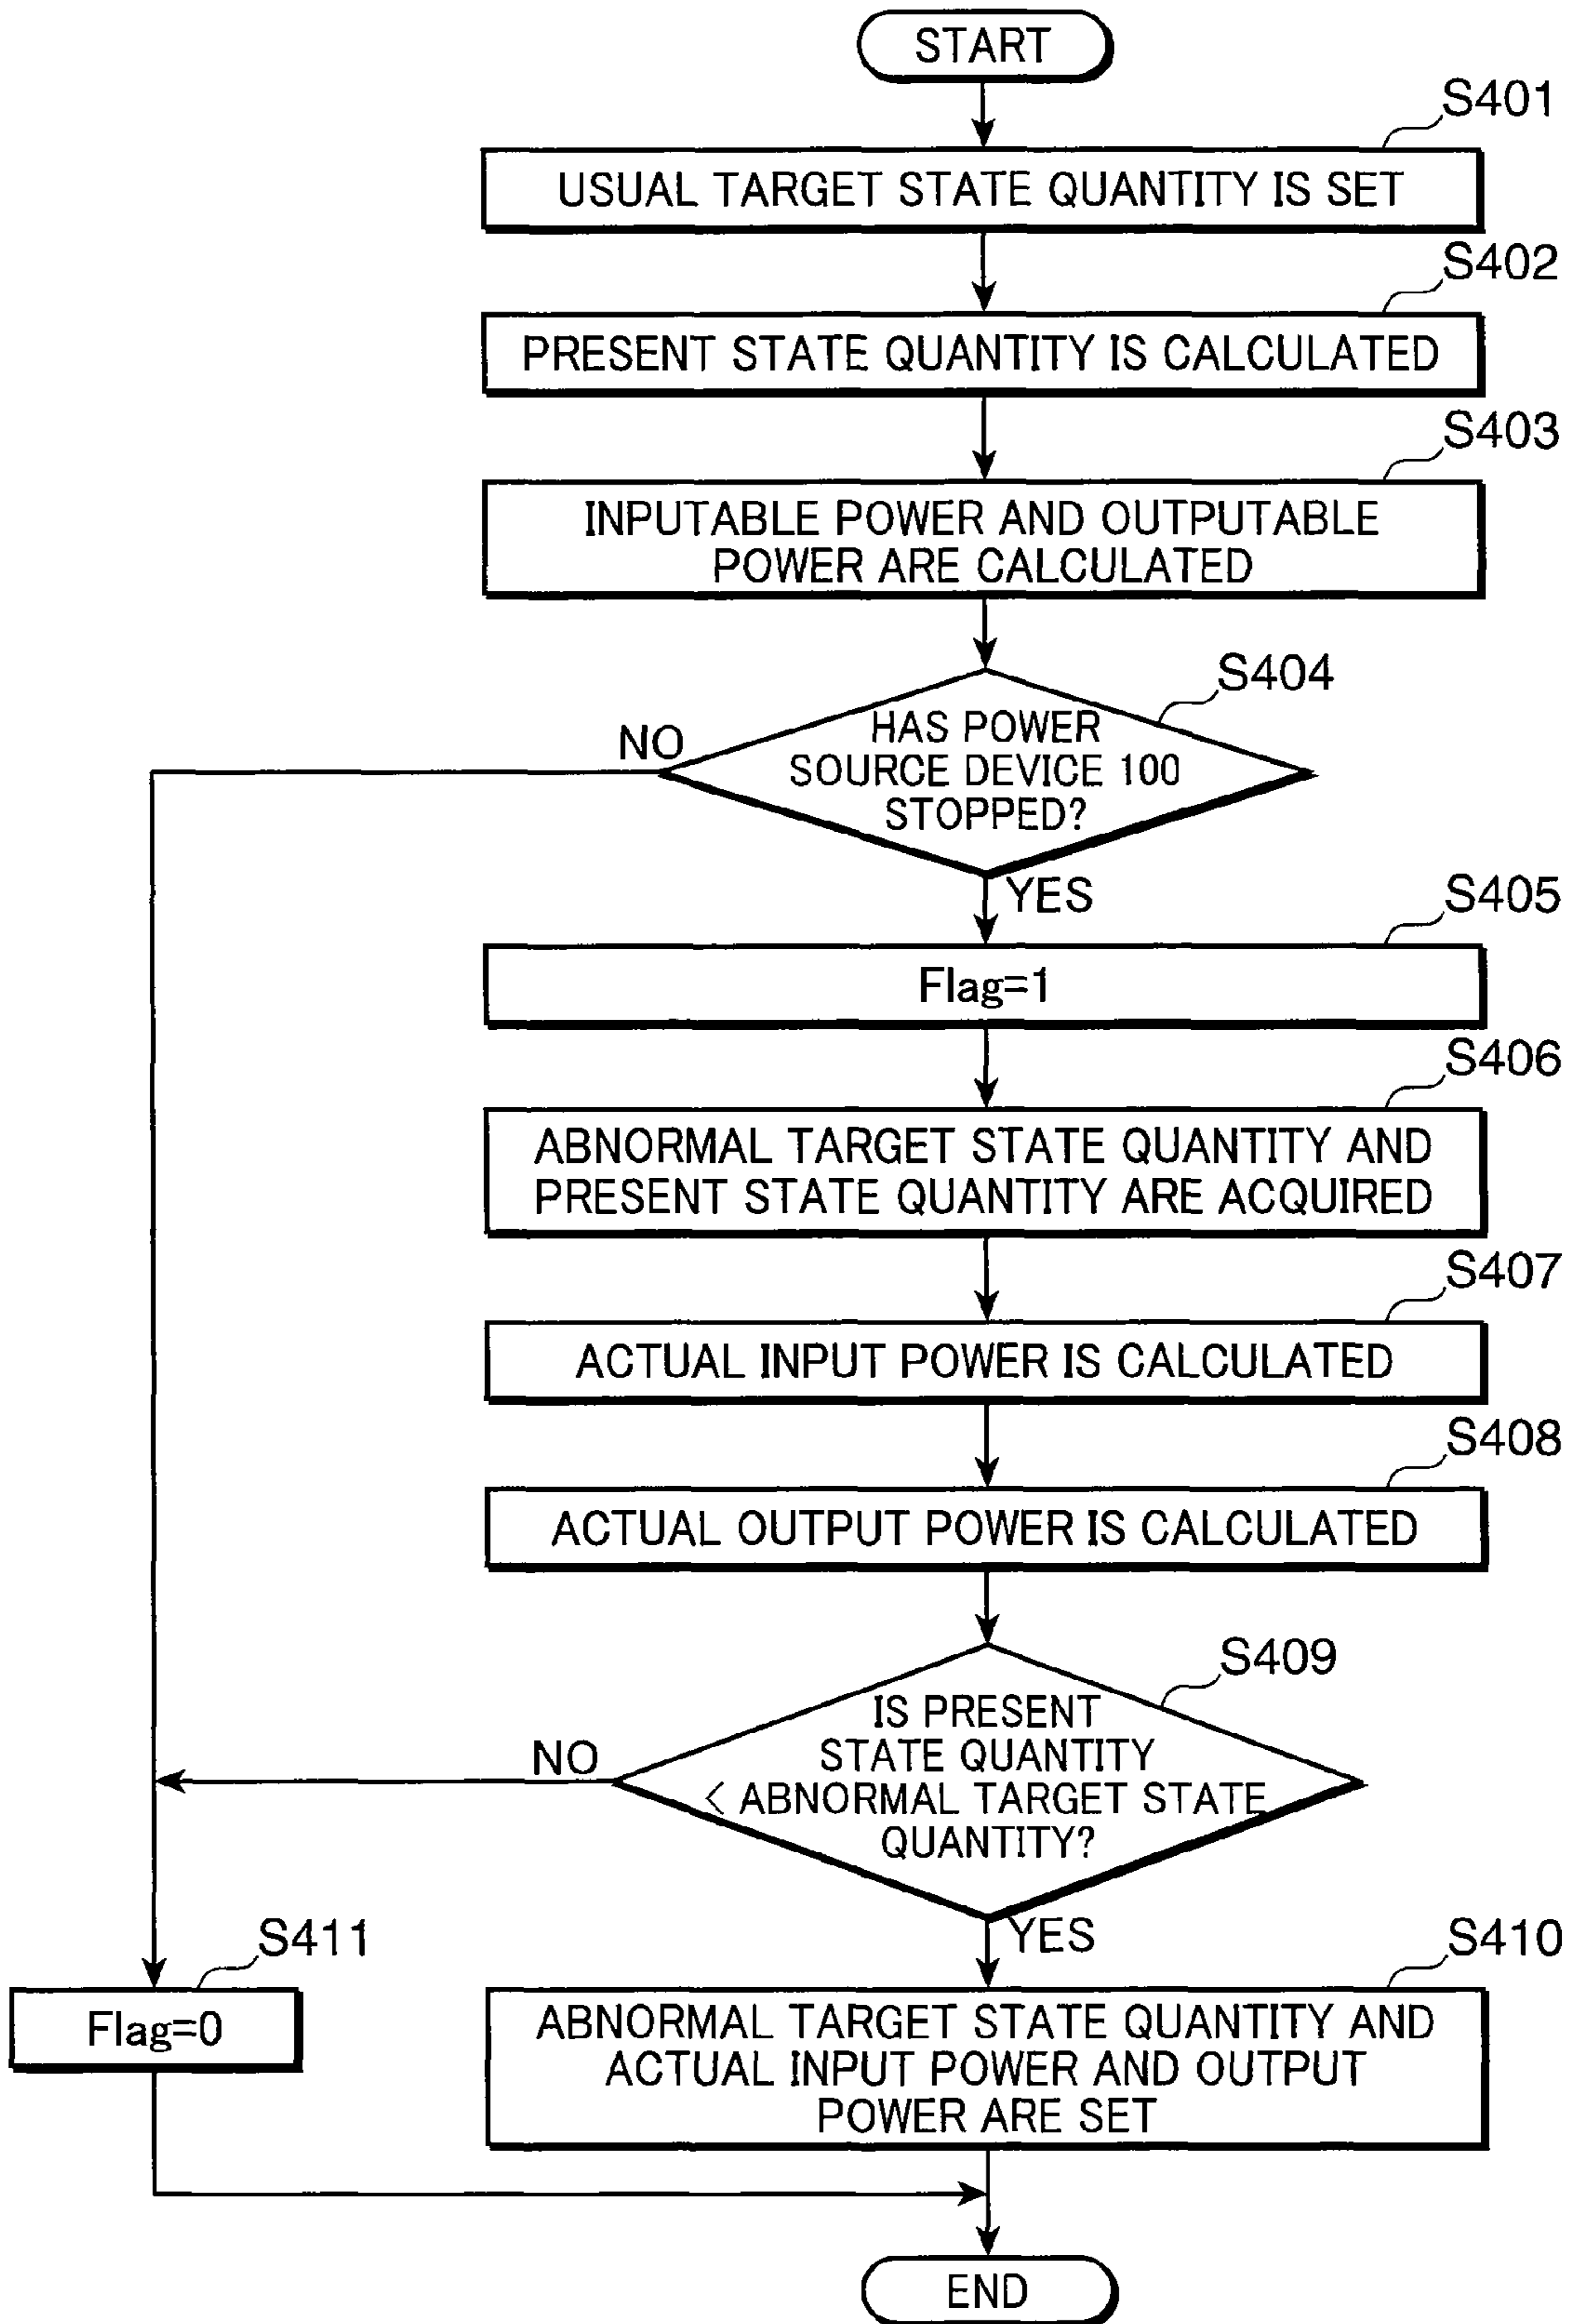 START
S401
USUAL TARGET STATE QUANTITY IS SET
S402
PRESENT STATE QUANTITY IS CALCULATED
S403
INPUTABLE POWER AND OUTPUTABLE
POWER ARE CALCULATED
S404
HAS POWER
SOURCE DEVICE 100
STOPPED?
NO
YES
S405
Flag=1
S406
ABNORMAL TARGET STATE QUANTITY AND
PRESENT STATE QUANTITY ARE ACQUIRED
S407
ACTUAL INPUT POWER IS CALCULATED
S408
ACTUAL OUTPUT POWER IS CALCULATED
S409
IS PRESENT
STATE QUANTITY
< ABNORMAL TARGET STATE
QUANTITY?
NO
YES
S411
Flag=0
S410
ABNORMAL TARGET STATE QUANTITY AND
ACTUAL INPUT POWER AND OUTPUT
POWER ARE SET
END